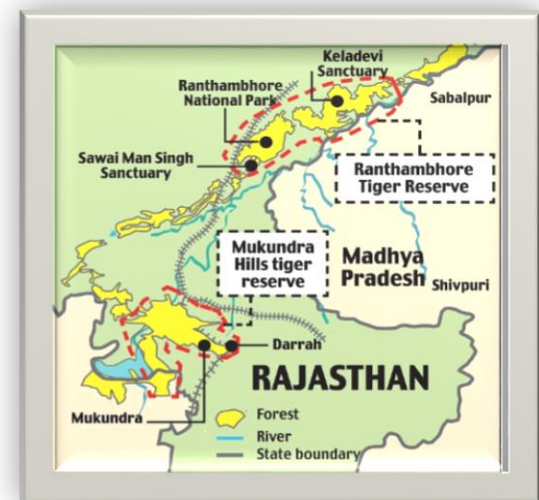 Keladevi
Sanctuary
Ranthambhore
National Park
Sabalpur
Sawai Man Singh
Sanctuary
Ranthambhore
Tiger Reserve
Mukundra
Hills tiger
reserve
Madhya
Pradesh
Shivpuri
Darrah
RAJASTHAN
Mukundra
Forest
River
State boundary